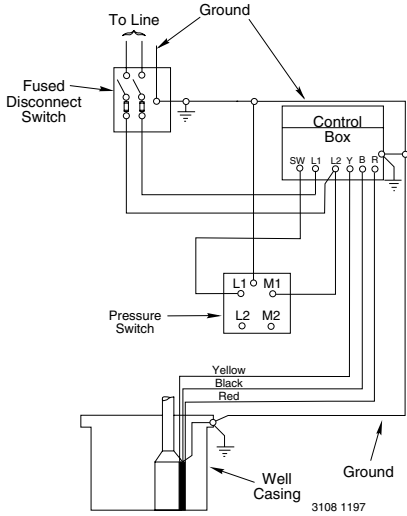 To Line
Ground
Fused
Disconnect
Switch
Control
Box
SW L1 L2 Y B R
L1 M1
L2 M2
Pressure
Switch
Yellow
Black
Red
Well
Casing
Ground
3108 1197